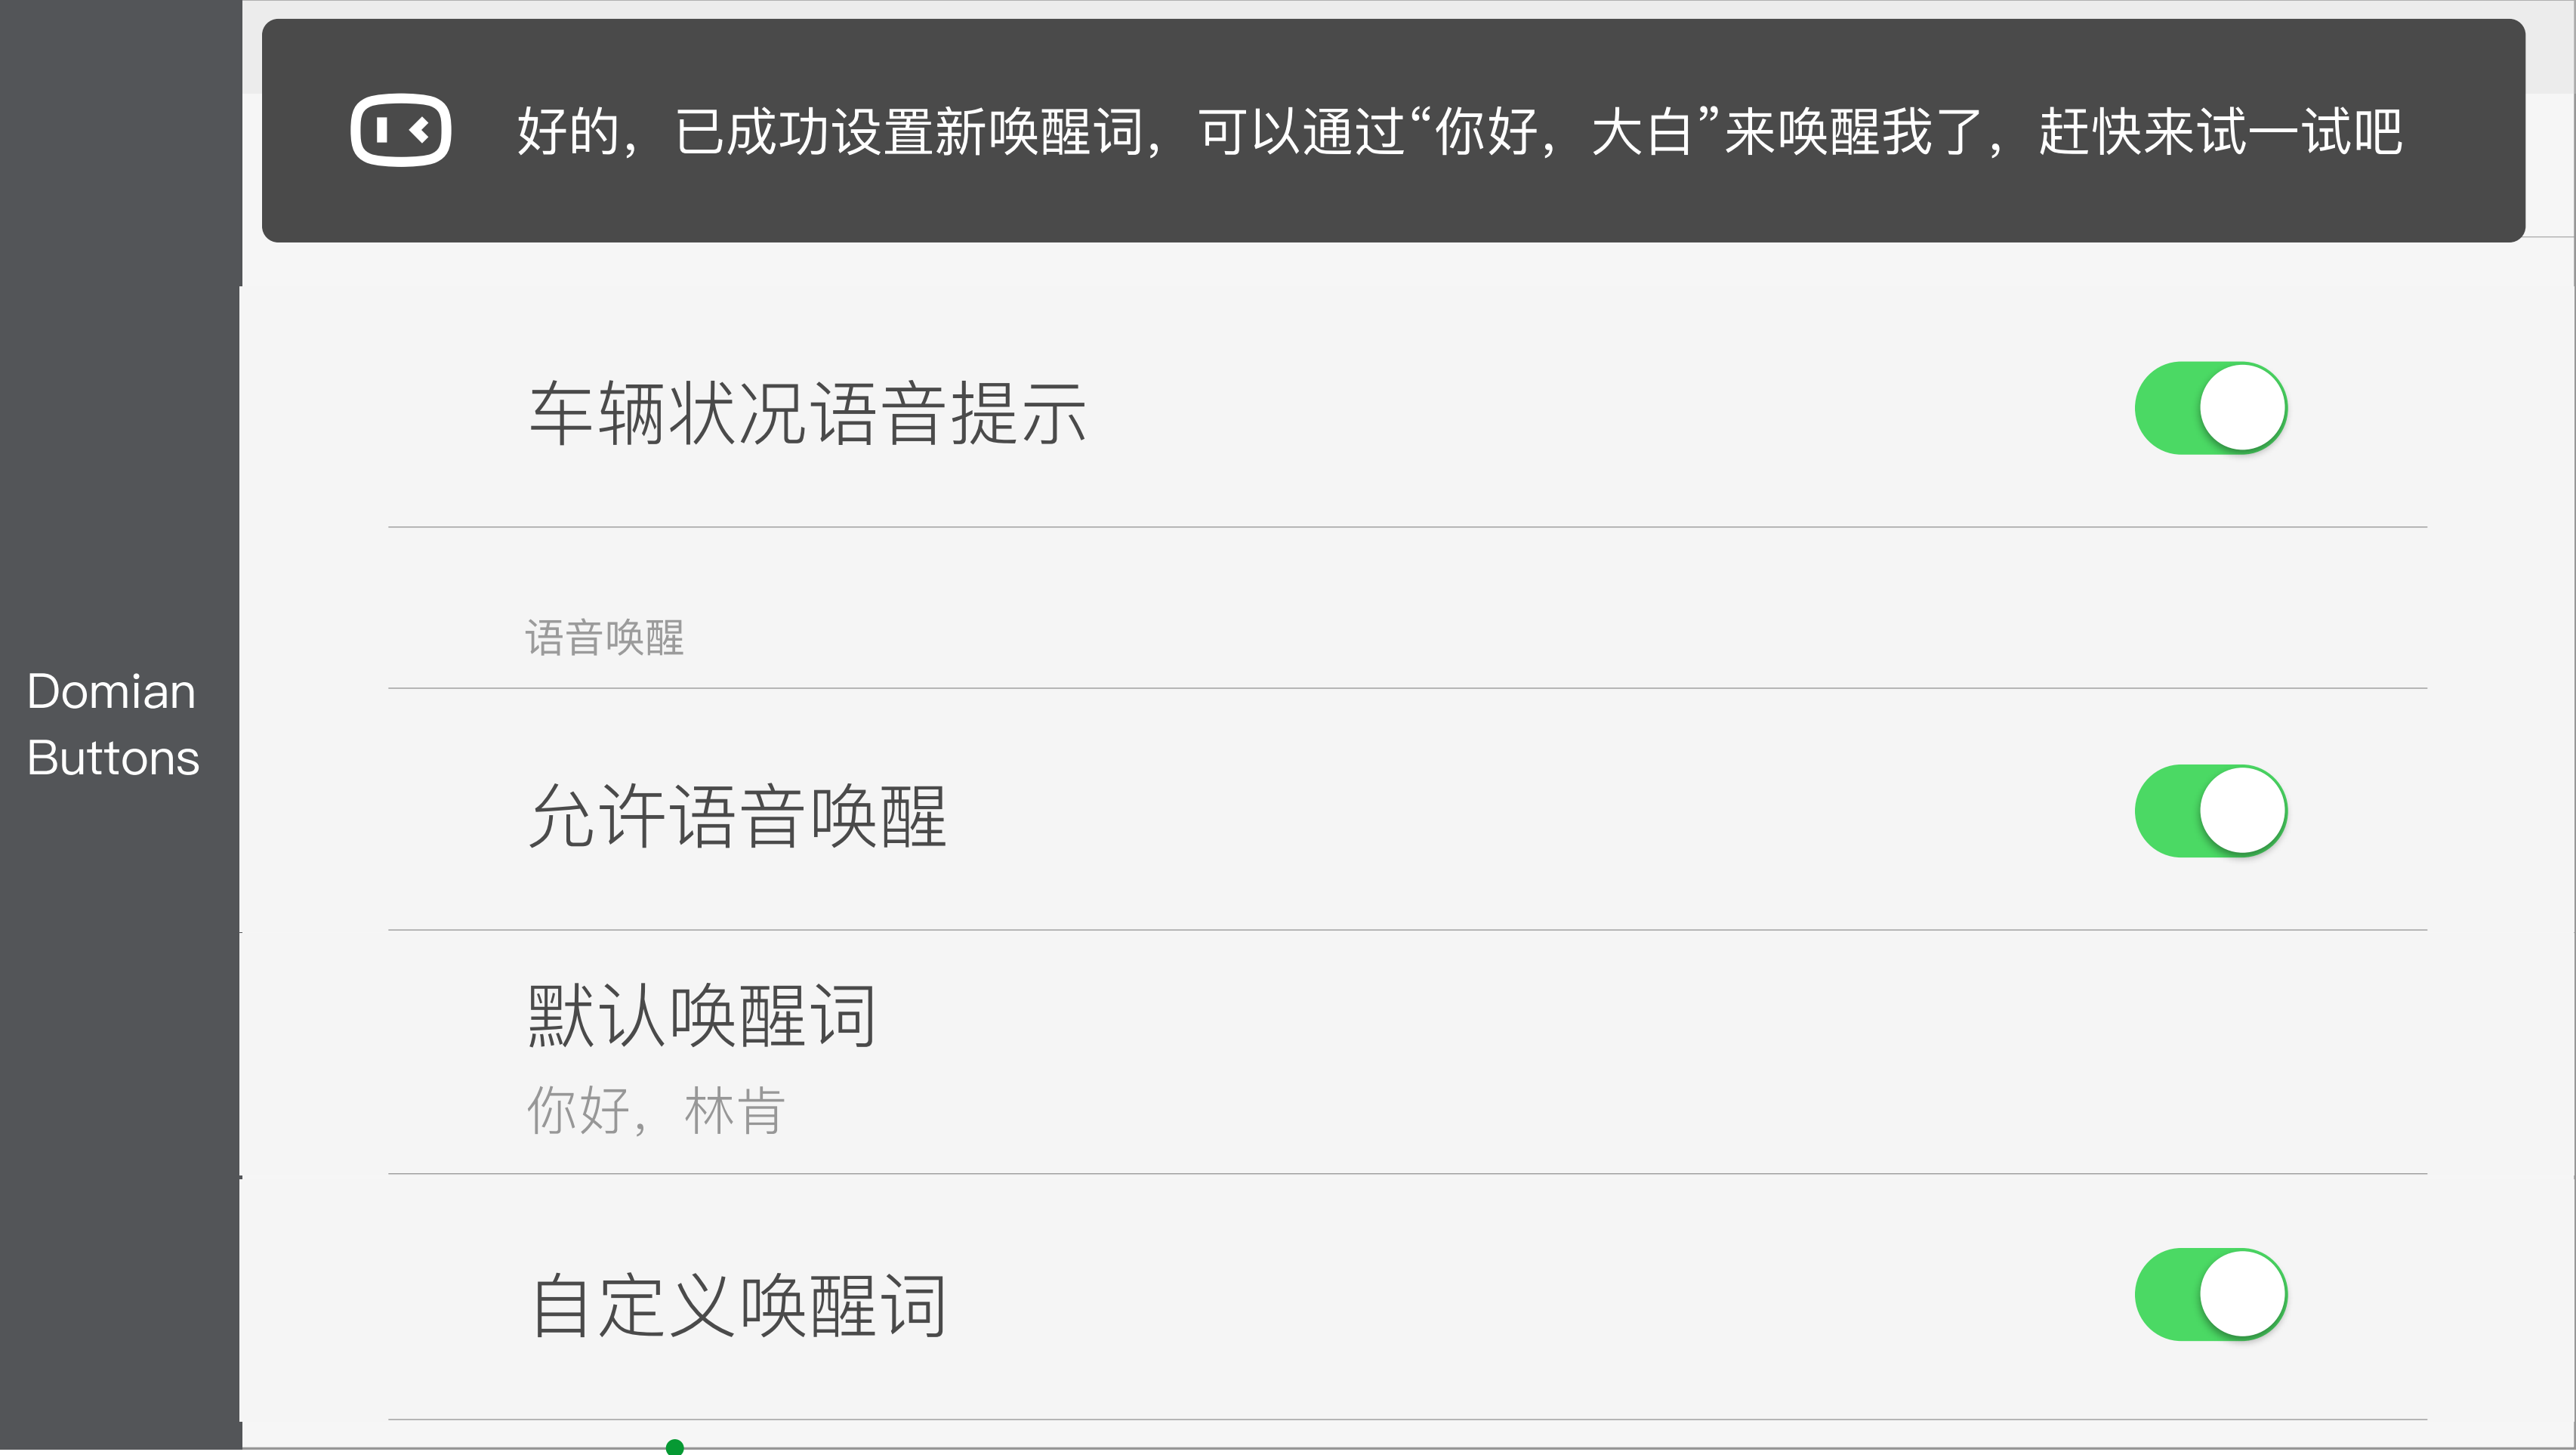 好的，已成功设置新唤醒词，可以通过“你好，大白”来唤醒我了，赶快来试一试吧
车辆状况语音提示
语音唤醒
Domian
Buttons
允许语音唤醒
默认唤醒词
你好，林肯
自定义唤醒词